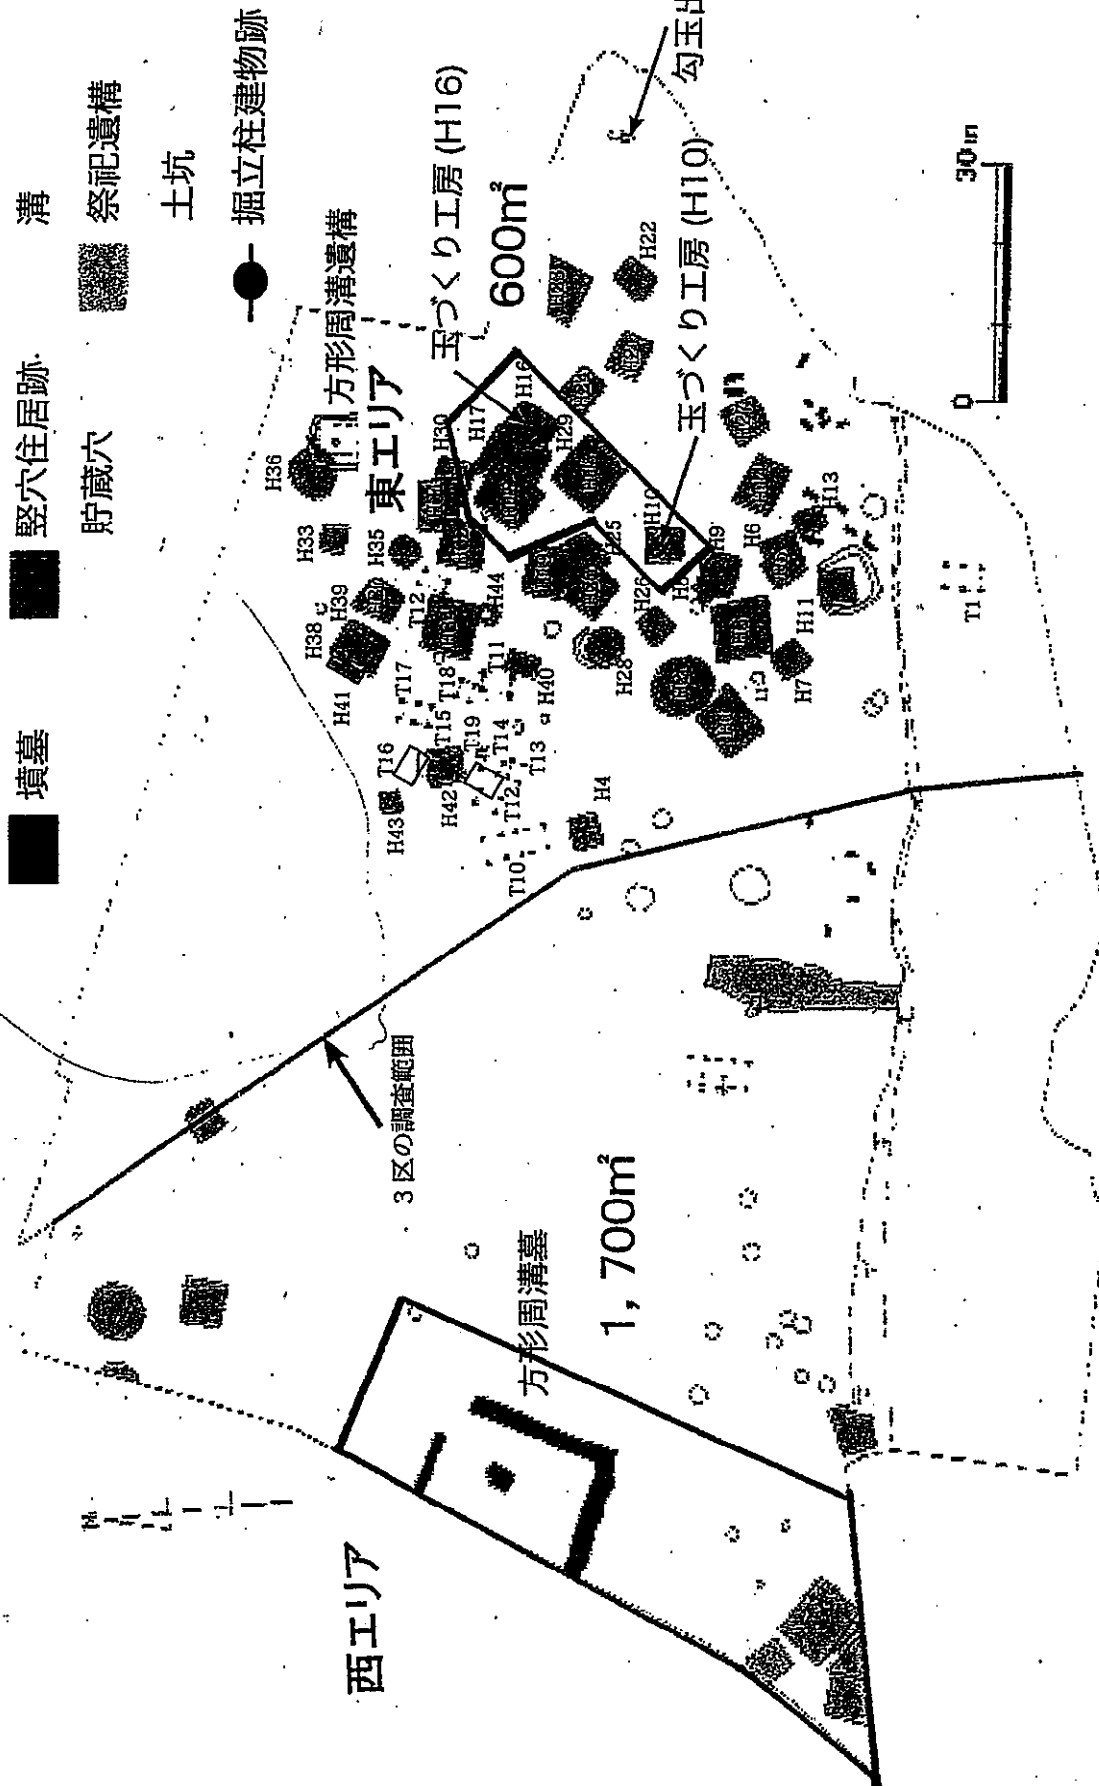 墳墓
竪穴住居跡
溝
貯蔵穴
祭祀遺構
土坑
掘立柱建物跡
西エリア
東エリア
方形周溝遺構
玉づくり工房 (H16)
600㎡
玉づくり工房 (H10)
勾玉出
3区の調査範囲
方形周溝墓
1,700㎡
H36
H33
H35
H39
H38
H41
T12
T17
T18
T15
T16
H43
H42
T19
T14
T13
T12
T10
T11
H44
H40
H4
H30
H17
H16
H29
H22
H10
H9
H6
H13
H26
H28
H11
H7
T1
0
30m